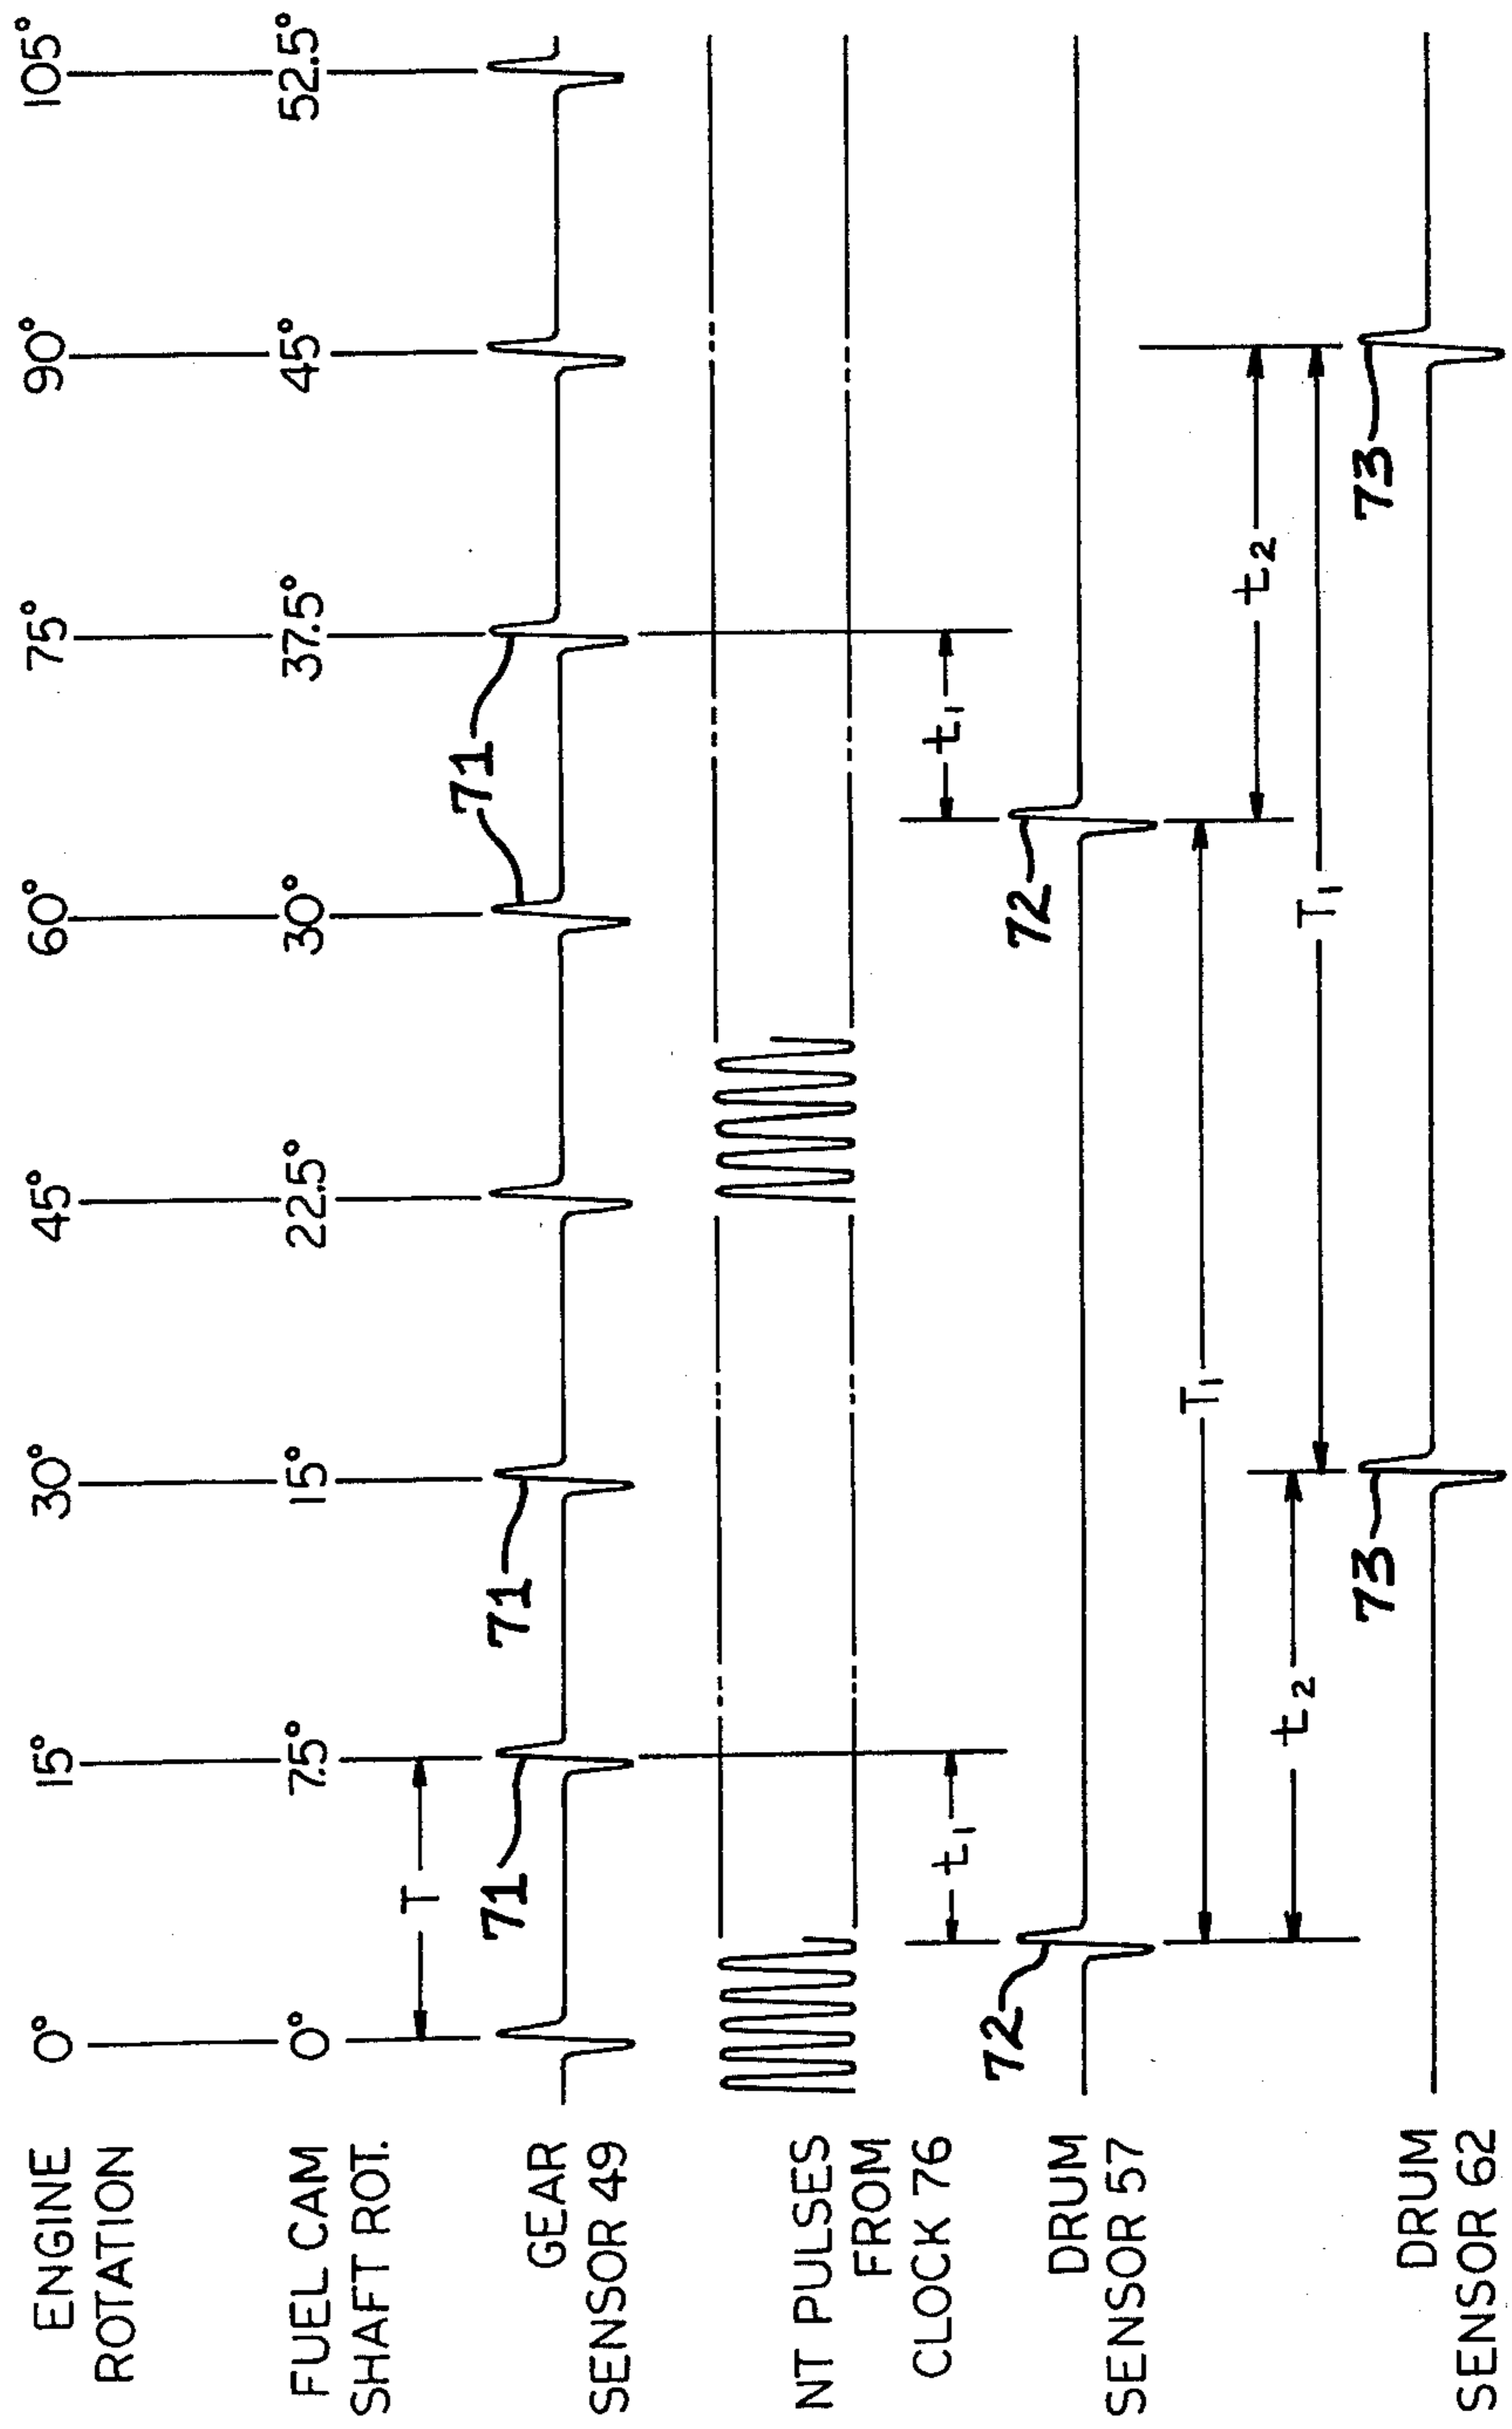 ENGINE
ROTATION
0° 15° 30° 45° 60° 75° 90° 105°
FUEL CAM
SHAFT ROT.
0° 7.5° 15° 22.5° 30° 37.5° 45° 52.5°
T
GEAR
SENSOR 49
71 71 71
NT PULSES
FROM
CLOCK 76
t₁ t₁
DRUM
SENSOR 57
72 72
T₁
t₂ t₂
T₁
DRUM
SENSOR 62
73 73